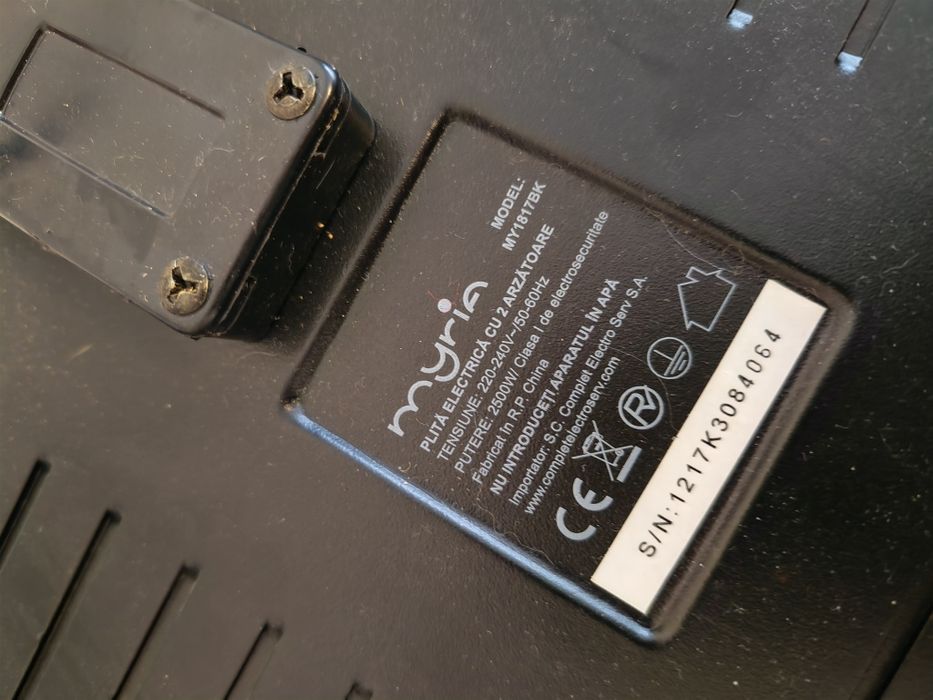 myria
MODEL:
MY1817BK
PLITĂ ELECTRICĂ CU 2 ARZĂTOARE
TENSIUNE: 220-240V~/50-60Hz
PUTERE: 2500W/ Clasa I de electrosecuritate
Fabricat în R.P. China
NU INTRODUCEȚI APARATUL ÎN APĂ
Importator: S.C. Complet Electro Serv S.A.
www.completelectroserv.com
CE
R
S/N:1217K3084064